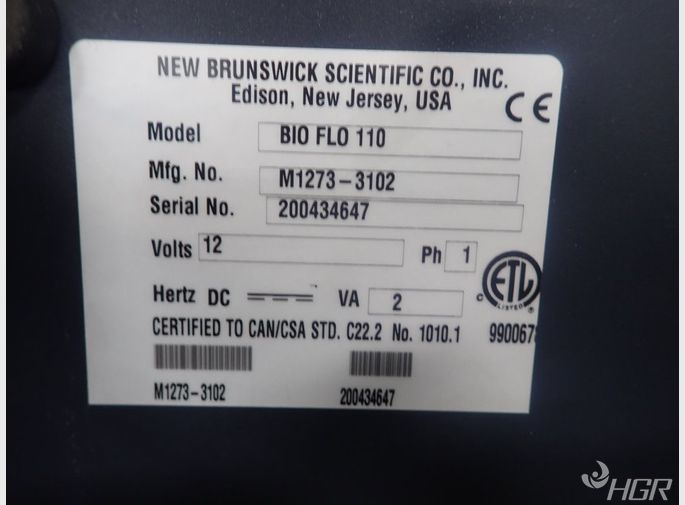 NEW BRUNSWICK SCIENTIFIC CO., INC.
Edison, New Jersey, USA
CE
Model BIO FLO 110
Mfg. No. M1273-3102
Serial No. 200434647
Volts 12 Ph 1
Hertz DC VA 2
C ETL LISTED ®
CERTIFIED TO CAN/CSA STD. C22.2 No. 1010.1
M1273-3102 200434647
HGR